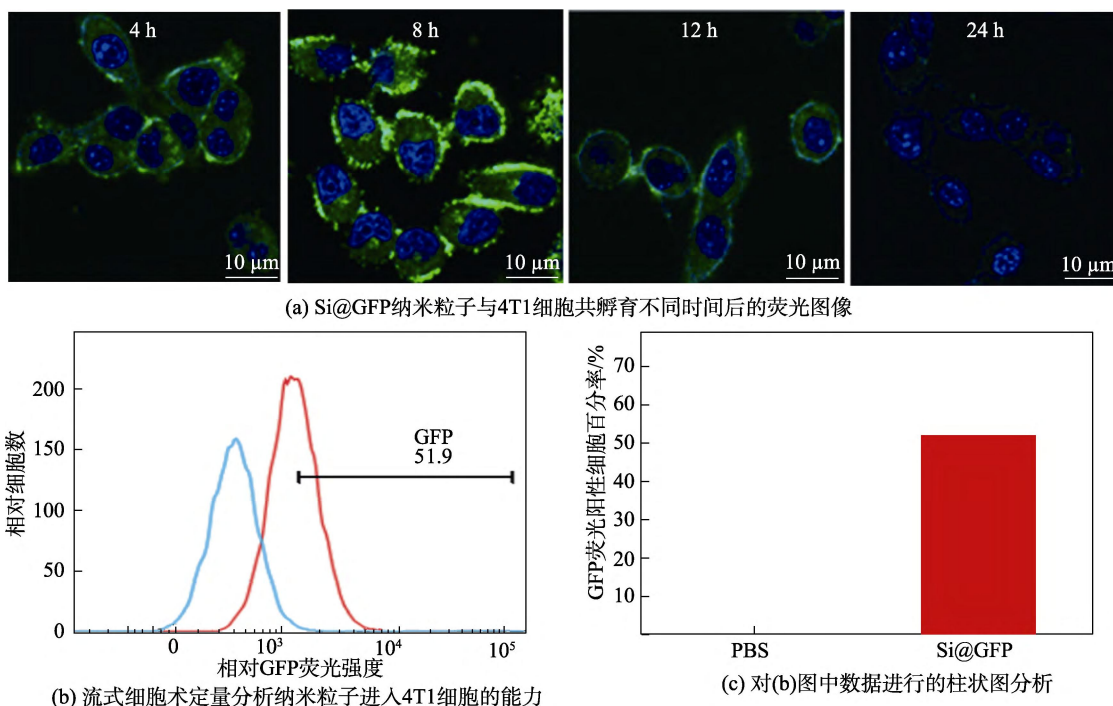 4 h
8 h
12 h
24 h
10 μm
10 μm
10 μm
10 μm
(a) Si@GFP纳米粒子与4T1细胞共孵育不同时间后的荧光图像
相对细胞数
200
150
100
50
0
GFP
51.9
0
10³
10⁴
10⁵
相对GFP荧光强度
(b) 流式细胞术定量分析纳米粒子进入4T1细胞的能力
GFP荧光阳性细胞百分率/%
70
60
50
40
30
20
10
PBS
Si@GFP
(c) 对(b)图中数据进行的柱状图分析